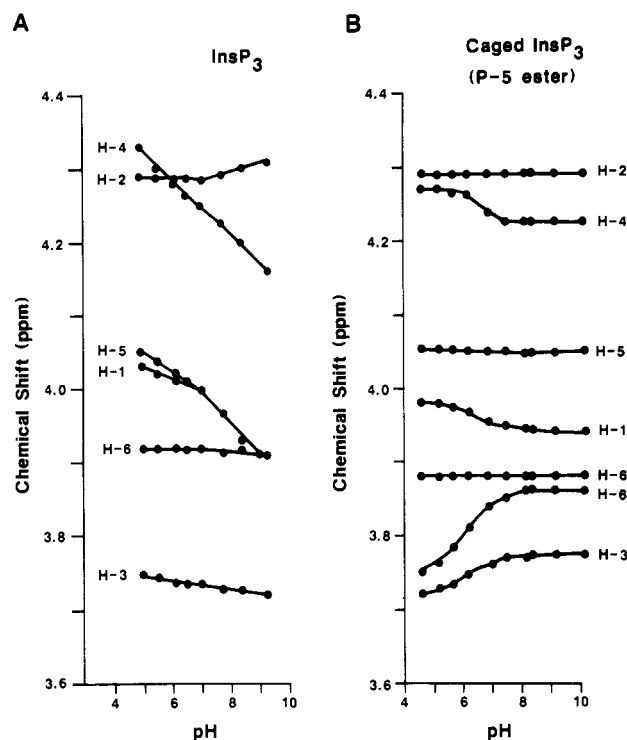 A
InsP3
Chemical Shift (ppm)
4.4
4.2
4.0
3.8
3.6
H-4
H-2
H-5
H-1
H-6
H-3
4
6
8
10
pH
B
Caged InsP3
(P-5 ester)
Chemical Shift (ppm)
4.4
4.2
4.0
3.8
3.6
H-2
H-4
H-5
H-1
H-6
H-6
H-3
4
6
8
10
pH